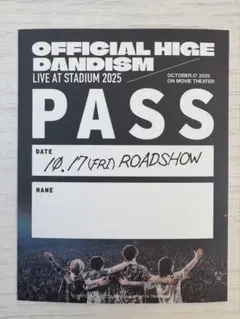 OFFICIAL HIGE
DANDISM
LIVE AT STADIUM 2025
OCTOBER.17 2025
ON MOVIE THEATER
PASS
DATE
10.17(FRI) ROADSHOW
NAME